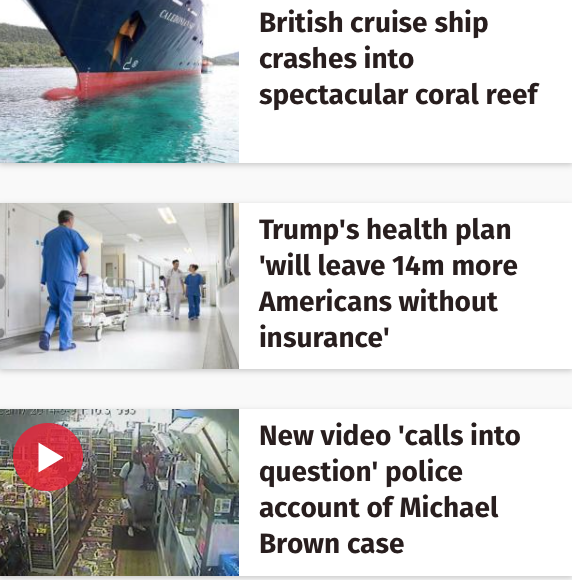 British cruise ship
crashes into
spectacular coral reef
Trump's health plan
'will leave 14m more
Americans without
insurance'
New video 'calls into
question' police
account of Michael
Brown case